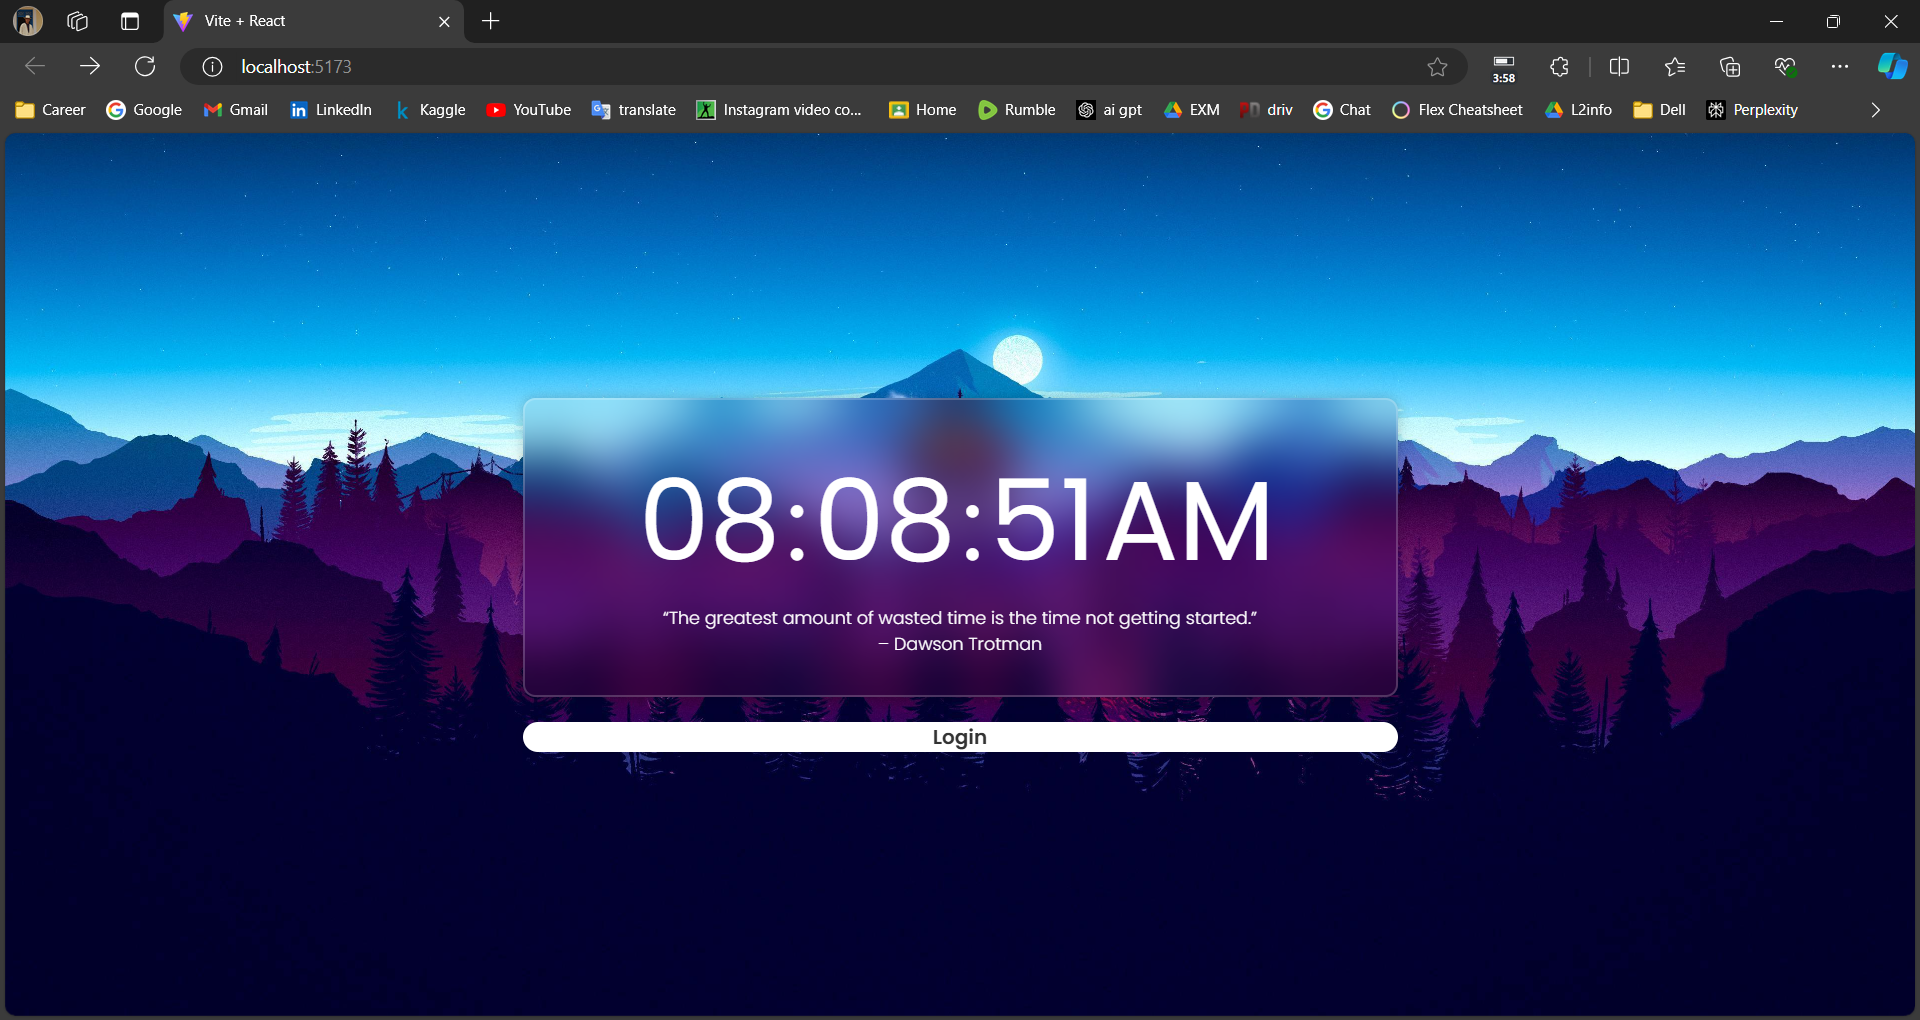 Vite + React
localhost:5173
3:58
Career Google Gmail LinkedIn Kaggle YouTube translate Instagram video co... Home Rumble ai gpt EXM driv Chat Flex Cheatsheet L2info Dell Perplexity
08:08:51AM
“The greatest amount of wasted time is the time not getting started.”
– Dawson Trotman
Login